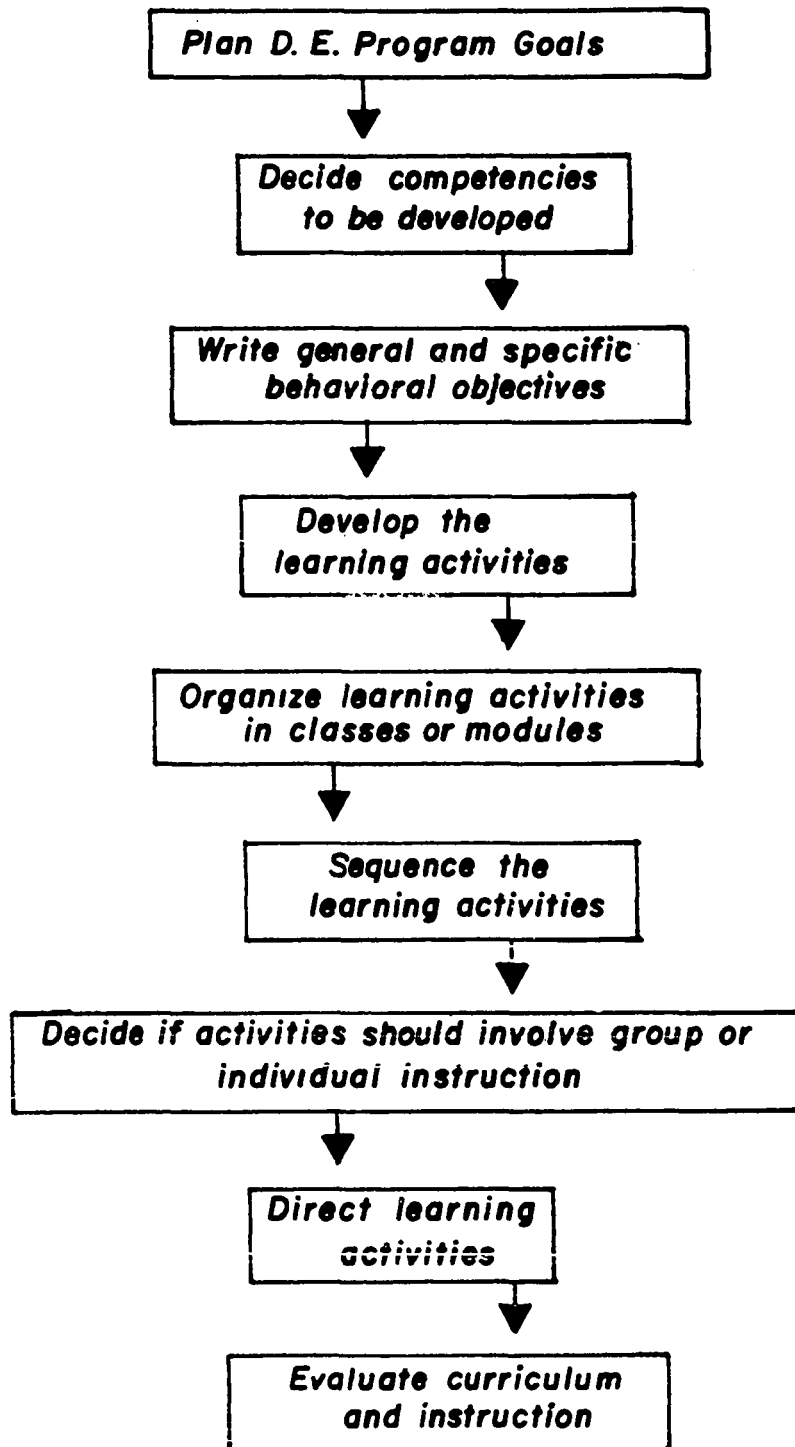 Plan D. E. Program Goals
Decide competencies
to be developed
Write general and specific
behavioral objectives
Develop the
learning activities
Organize learning activities
in classes or modules
Sequence the
learning activities
Decide if activities should involve group or
individual instruction
Direct learning
activities
Evaluate curriculum
and instruction